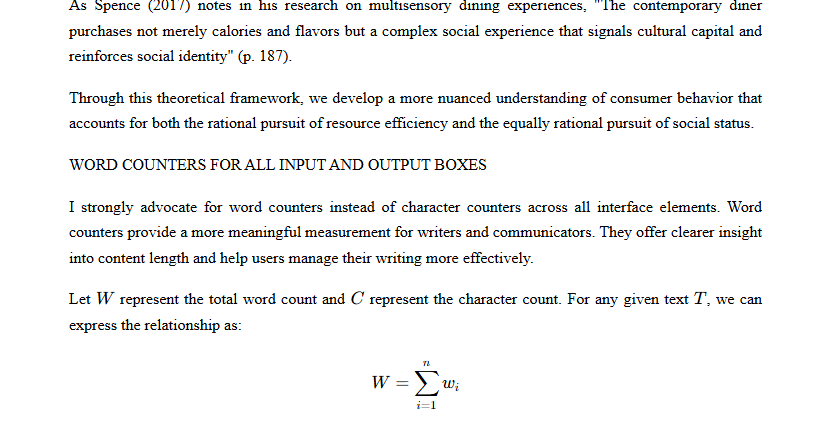 As Spence (2017) notes in his research on multisensory dining experiences, "The contemporary diner
purchases not merely calories and flavors but a complex social experience that signals cultural capital and
reinforces social identity" (p. 187).
Through this theoretical framework, we develop a more nuanced understanding of consumer behavior that
accounts for both the rational pursuit of resource efficiency and the equally rational pursuit of social status.
WORD COUNTERS FOR ALL INPUT AND OUTPUT BOXES
I strongly advocate for word counters instead of character counters across all interface elements. Word
counters provide a more meaningful measurement for writers and communicators. They offer clearer insight
into content length and help users manage their writing more effectively.
Let W represent the total word count and C represent the character count. For any given text T, we can
express the relationship as:
W = ∑_{i=1}^{n} w_i